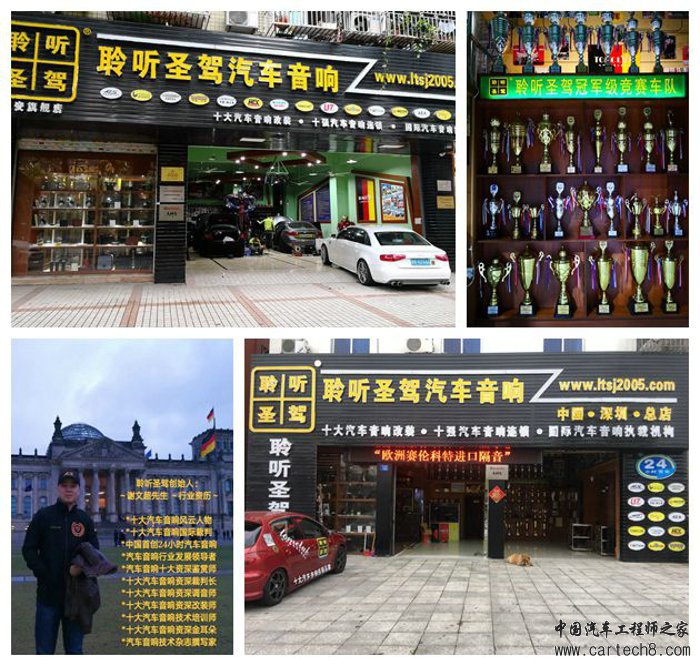 聆听
圣驾
聆听圣驾汽车音响
www.ltsj2005.
安旗舰店
十大汽车音响改装 • 十强汽车音响连锁 • 国际汽车音响
聆听圣驾冠军级竞赛车队
聆听圣驾创始人：
~谢文超先生 ~行业资历~
*十大汽车音响风云人物
*十大汽车音响国际裁判
*中国首创24小时汽车音响
*汽车音响行业发展领导者
*汽车音响十大资深鉴赏师
*十大汽车音响资深裁判长
*十大汽车音响资深调音师
*十大汽车音响资深改装师
*十大汽车音响技术培训师
*十大汽车音响资深金耳朵
*汽车音响技术杂志撰写家
聆听
圣驾
聆听圣驾汽车音响
www.ltsj2005.com
中国 • 深圳 • 总店
十大汽车音响改装 • 十强汽车音响连锁 • 国际汽车音响执裁机构
“欧洲赛伦科特进口隔音”
聆听圣驾
24
中国汽车工程师之家
www.cartech8.com